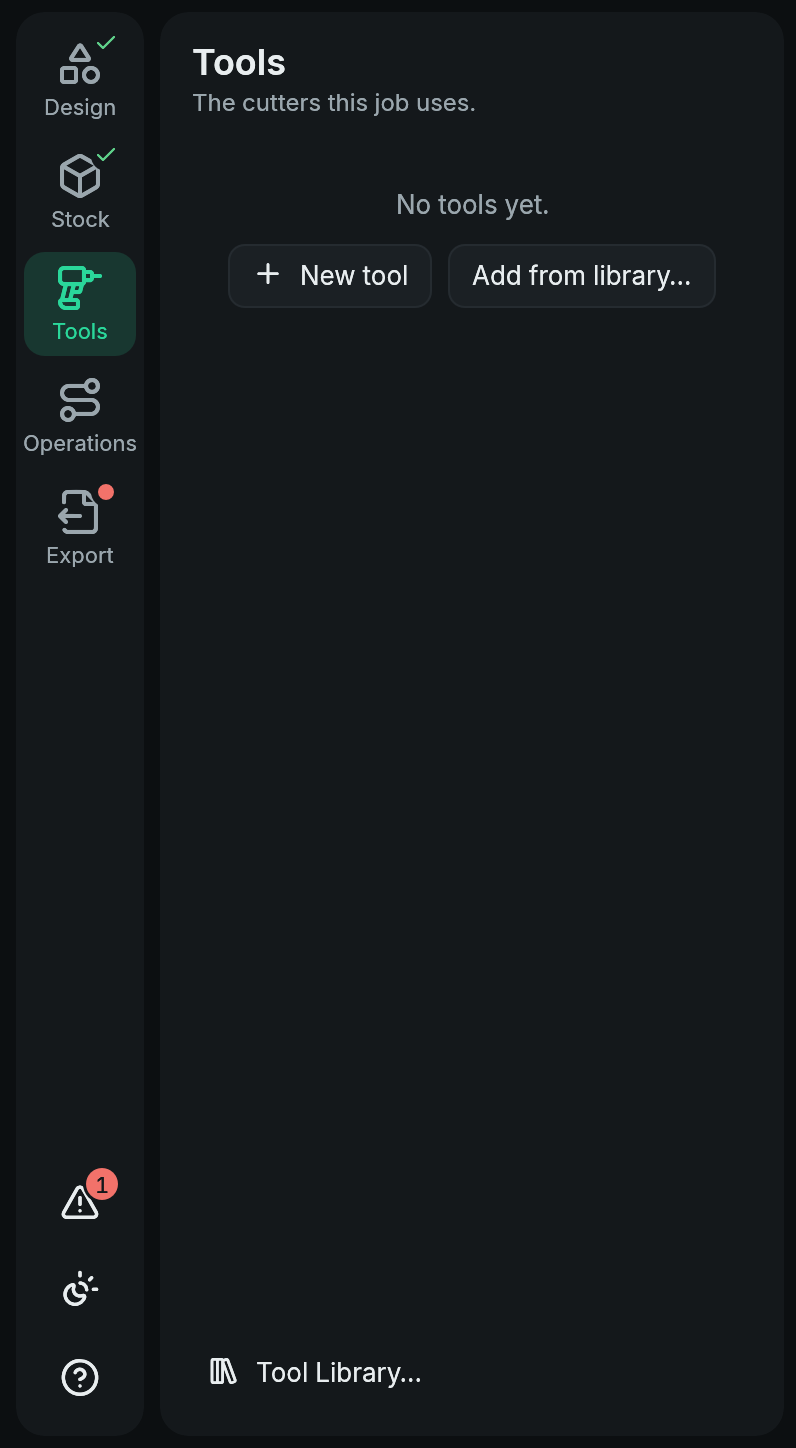 Design
Stock
Tools
Operations
Export
1
Tools
The cutters this job uses.
No tools yet.
New tool
Add from library...
Tool Library...